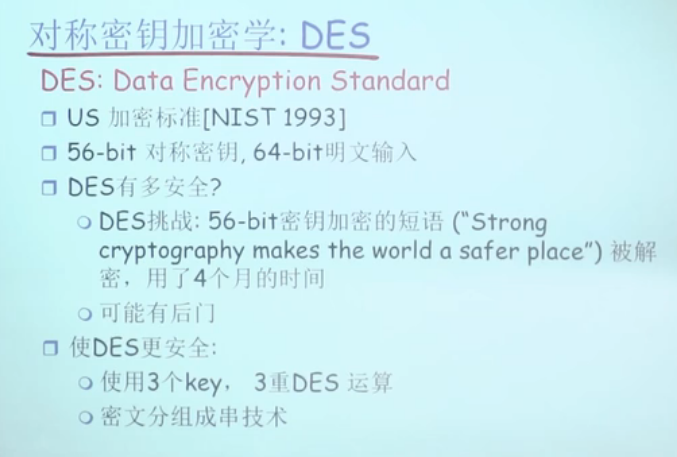 对称密钥加密学: DES
DES: Data Encryption Standard
US 加密标准[NIST 1993]
56-bit 对称密钥, 64-bit明文输入
DES有多安全?
DES挑战: 56-bit密钥加密的短语 (“Strong
cryptography makes the world a safer place”) 被解
密，用了4个月的时间
可能有后门
使DES更安全:
使用3个key， 3重DES 运算
密文分组成串技术